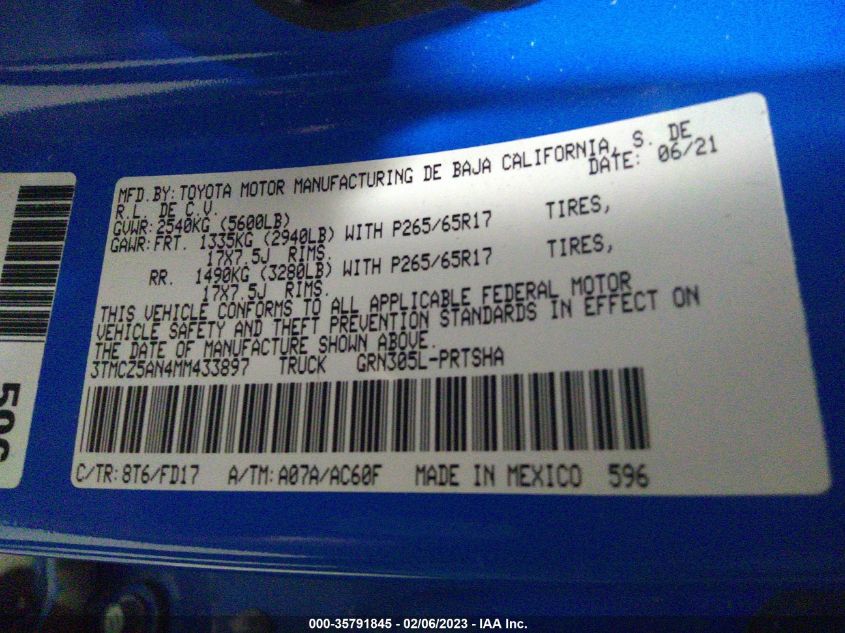 MFD.BY:TOYOTA MOTOR MANUFACTURING DE BAJA CALIFORNIA, S. DE
R.L. DE C.V. DATE: 06/21
GVWR:2540KG (5600LB)
GAWR:FRT. 1335KG (2940LB) WITH P265/65R17 TIRES,
17X7.5J RIMS.
RR. 1490KG (3280LB) WITH P265/65R17 TIRES,
17X7.5J RIMS.
THIS VEHICLE CONFORMS TO ALL APPLICABLE FEDERAL MOTOR
VEHICLE SAFETY AND THEFT PREVENTION STANDARDS IN EFFECT ON
THE DATE OF MANUFACTURE SHOWN ABOVE.
3TMCZ5AN4MM433897 TRUCK GRN305L-PRTSHA
C/TR:8T6/FD17 A/TM:A07A/AC60F MADE IN MEXICO 596
000-35791845 - 02/06/2023 - IAA Inc.